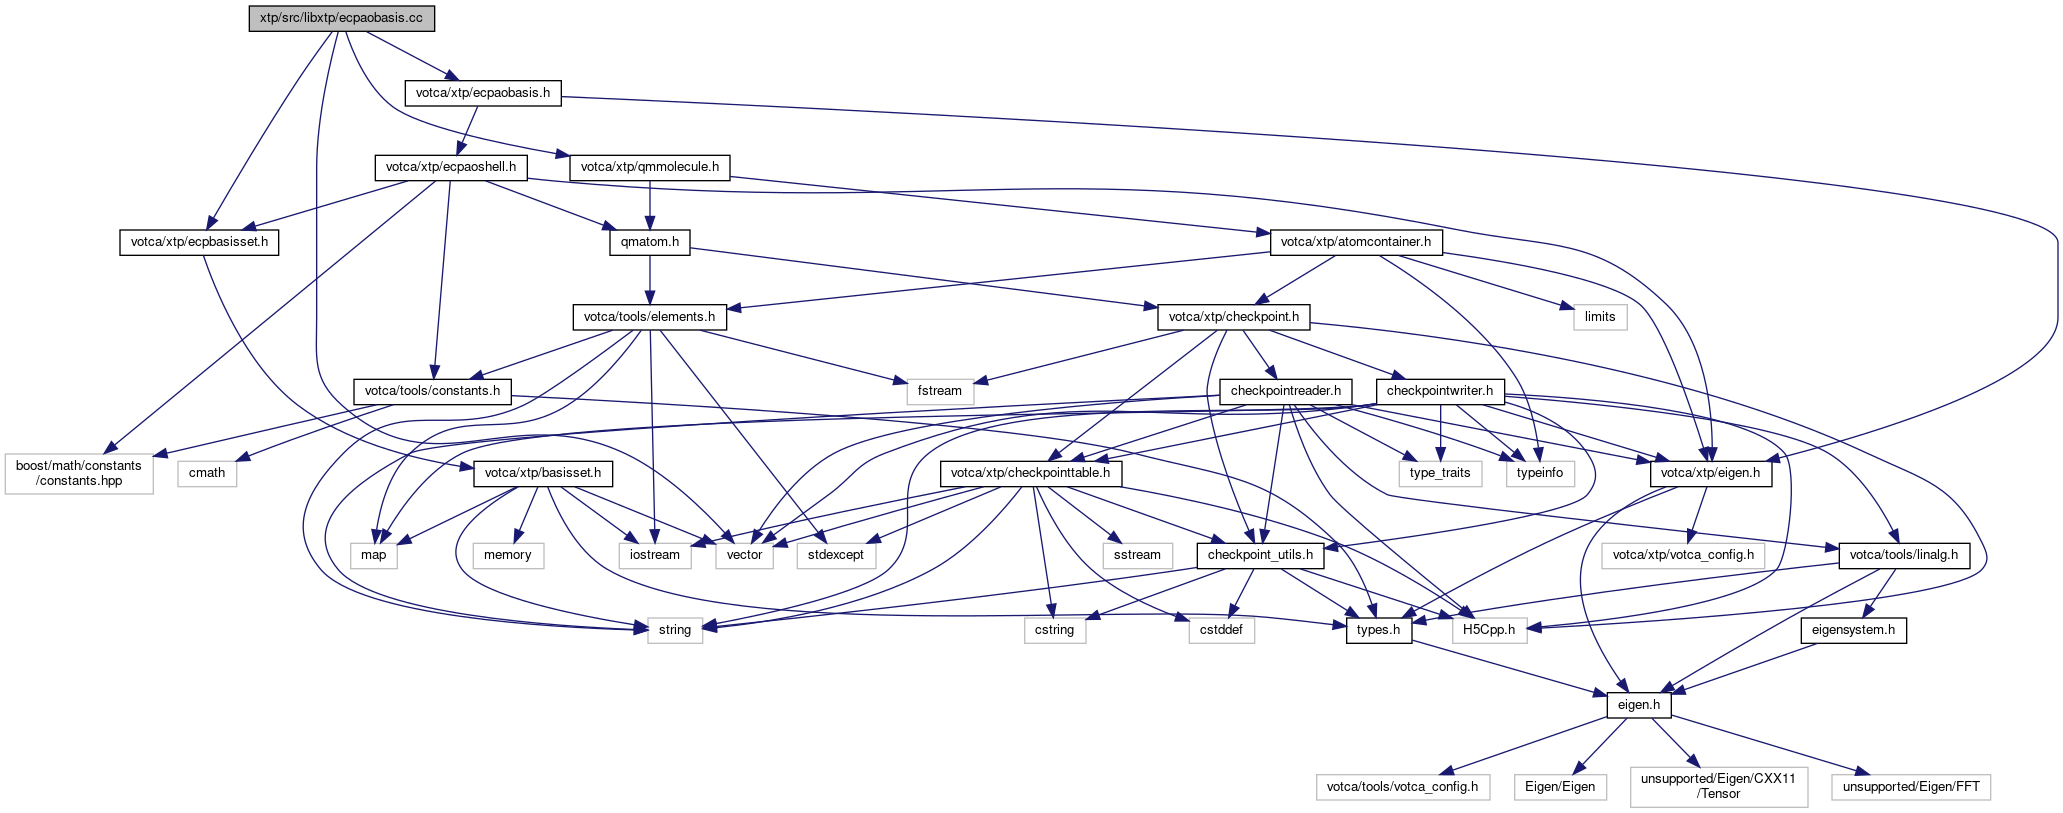 xtp/src/libxtp/ecpaobasis.cc
votca/xtp/ecpaobasis.h
votca/xtp/ecpaoshell.h
votca/xtp/qmmolecule.h
votca/xtp/ecpbasisset.h
qmatom.h
votca/xtp/atomcontainer.h
votca/tools/elements.h
votca/xtp/checkpoint.h
limits
votca/tools/constants.h
fstream
checkpointreader.h
checkpointwriter.h
boost/math/constants
/constants.hpp
cmath
votca/xtp/basisset.h
votca/xtp/checkpointtable.h
type_traits
typeinfo
votca/xtp/eigen.h
map
memory
iostream
vector
stdexcept
sstream
checkpoint_utils.h
votca/xtp/votca_config.h
votca/tools/linalg.h
string
cstring
cstddef
types.h
H5Cpp.h
eigensystem.h
eigen.h
votca/tools/votca_config.h
Eigen/Eigen
unsupported/Eigen/CXX11
/Tensor
unsupported/Eigen/FFT